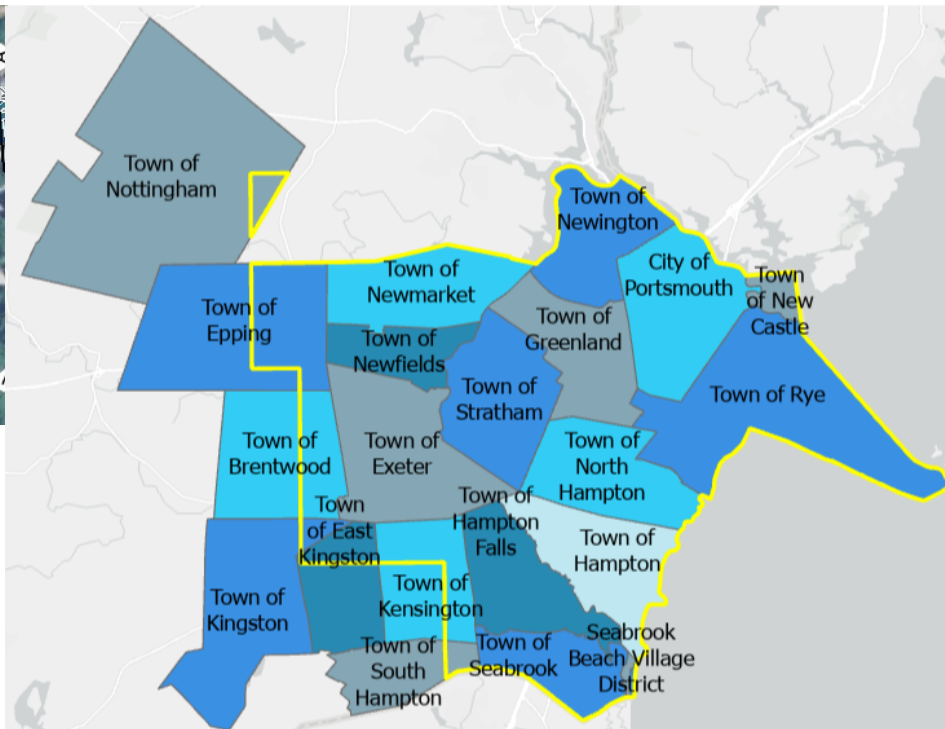 Town of
Nottingham
Town of
Newington
Town of
Newmarket
City of
Portsmouth
Town
of New
Castle
Town of
Epping
Town of
Newfields
Town of
Greenland
Town of
Stratham
Town of Rye
Town of
Brentwood
Town of
Exeter
Town of
North
Hampton
Town
of East
Kingston
Town of
Hampton
Falls
Town of
Hampton
Town of
Kingston
Town of
Kensington
Town of
South
Hampton
Town of
Seabrook
Seabrook
Beach Village
District